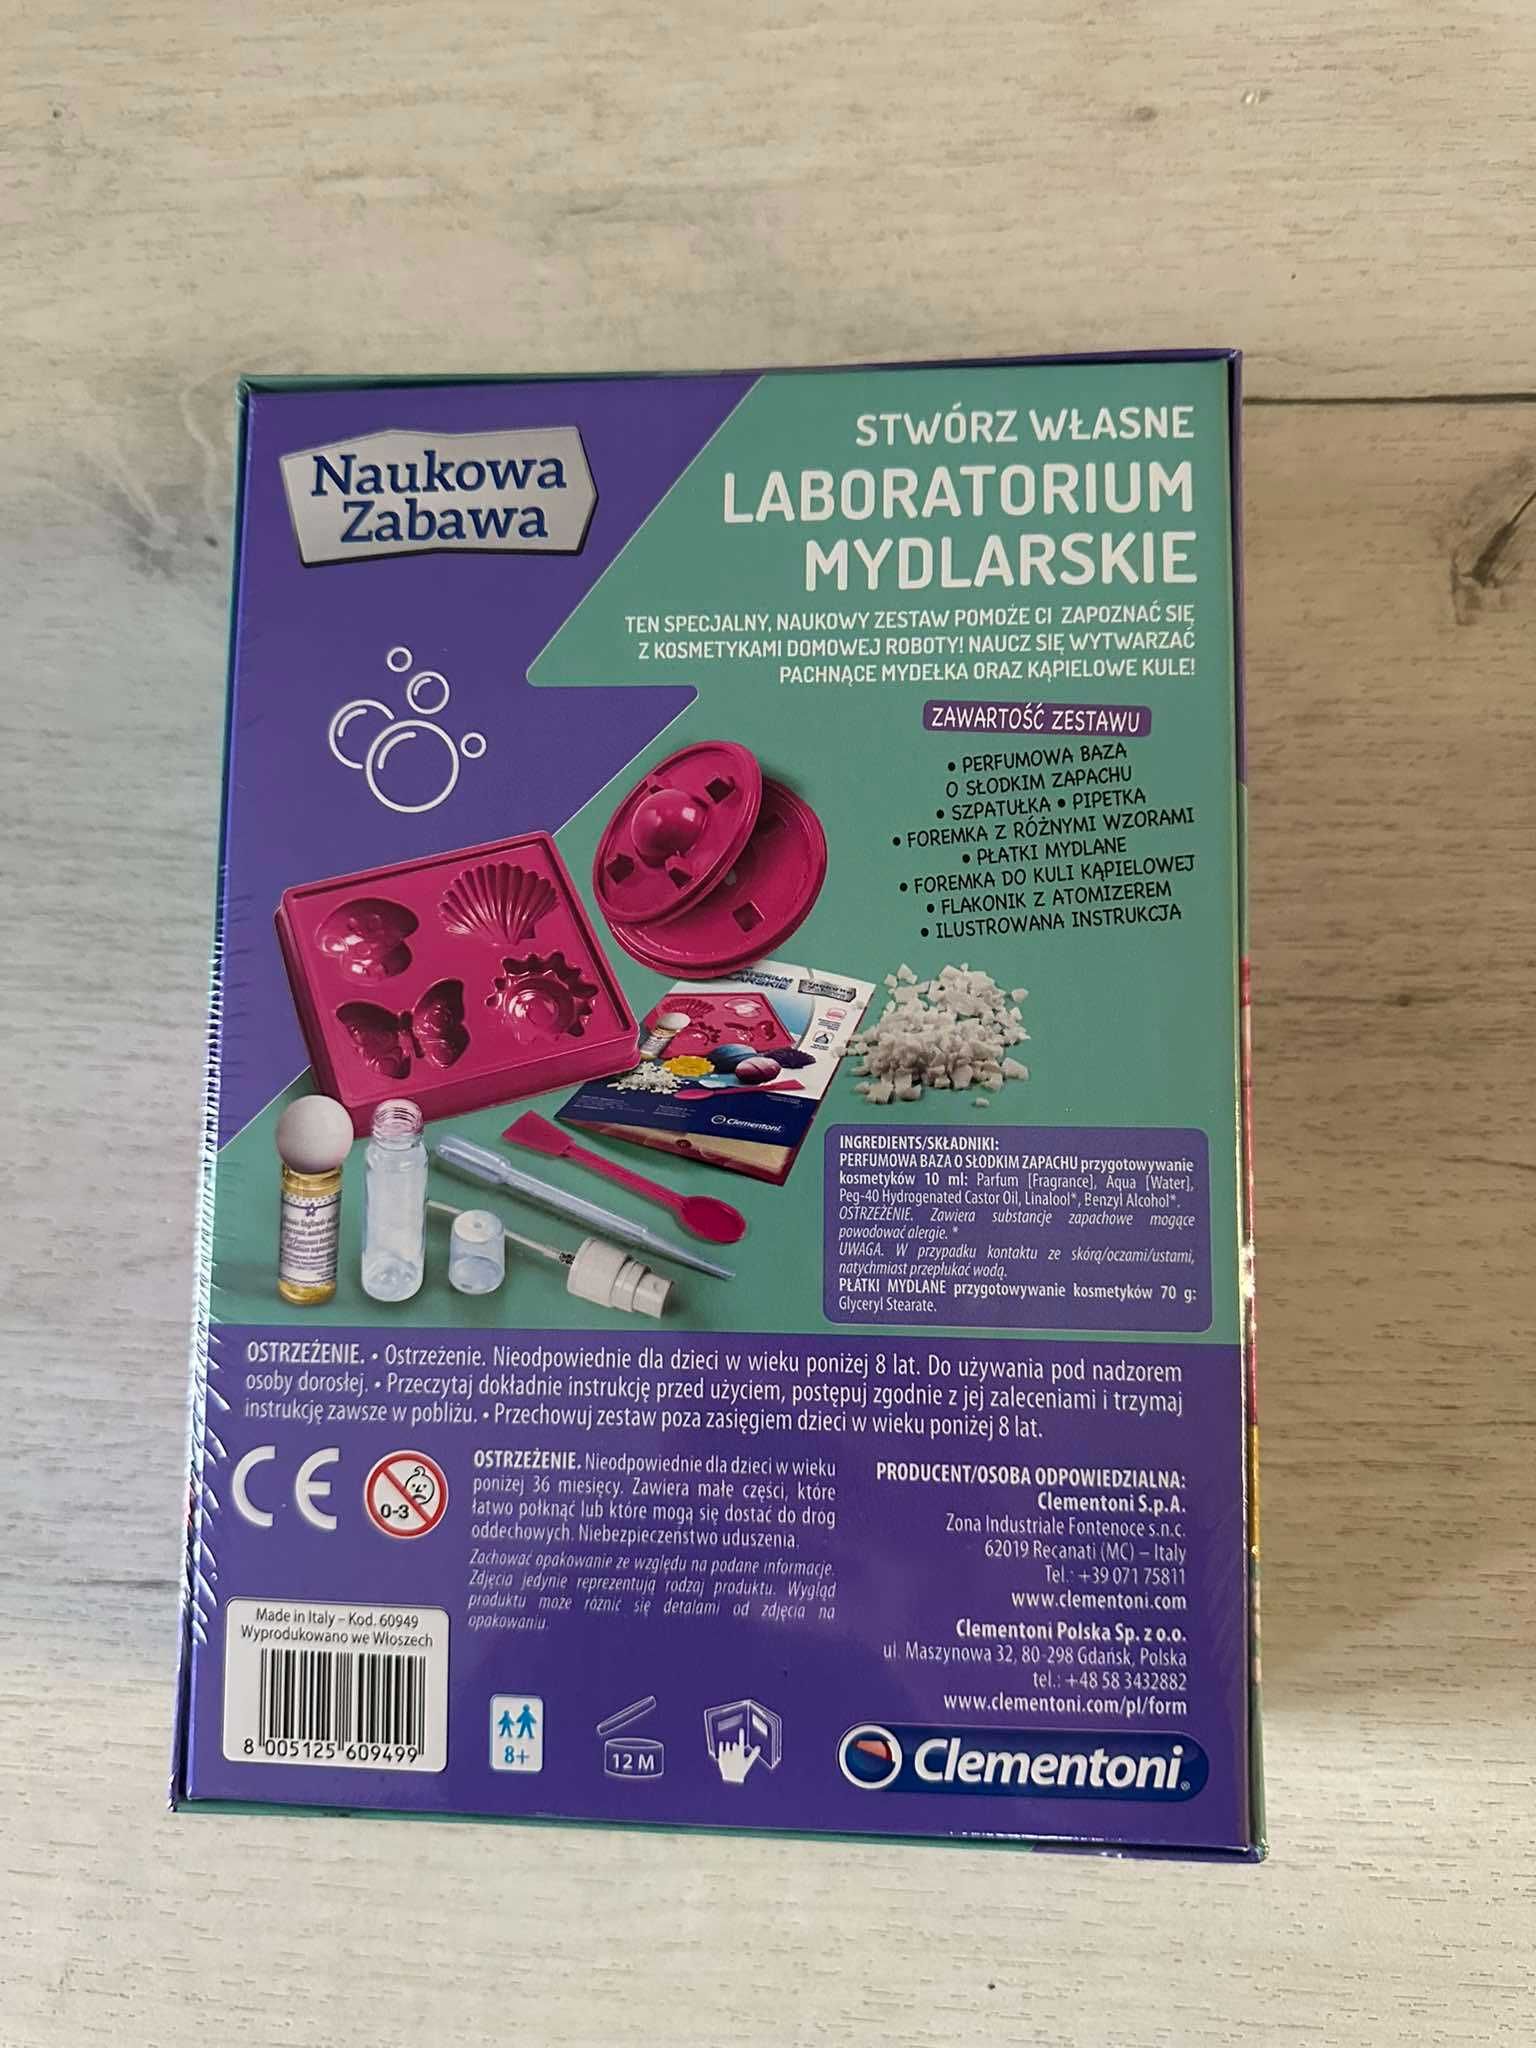 Naukowa
Zabawa
STWÓRZ WŁASNE
LABORATORIUM
MYDLARSKIE
TEN SPECJALNY, NAUKOWY ZESTAW POMOŻE CI ZAPOZNAĆ SIĘ
Z KOSMETYKAMI DOMOWEJ ROBOTY! NAUCZ SIĘ WYTWARZAĆ
PACHNĄCE MYDEŁKA ORAZ KĄPIELOWE KULE!
ZAWARTOŚĆ ZESTAWU
• PERFUMOWA BAZA
O SŁODKIM ZAPACHU
• SZPATUŁKA • PIPETKA
• FOREMKA Z RÓŻNYMI WZORAMI
• PŁATKI MYDLANE
• FOREMKA DO KULI KĄPIELOWEJ
• FLAKONIK Z ATOMIZEREM
• ILUSTROWANA INSTRUKCJA
Clementoni
INGREDIENTS/SKŁADNIKI:
PERFUMOWA BAZA O SŁODKIM ZAPACHU przygotowywanie
kosmetyków 10 ml: Parfum [Fragrance], Aqua [Water],
Peg-40 Hydrogenated Castor Oil, Linalool*, Benzyl Alcohol*.
OSTRZEŻENIE. Zawiera substancje zapachowe mogące
powodować alergie. *
UWAGA. W przypadku kontaktu ze skórą/oczami/ustami,
natychmiast przepłukać wodą.
PŁATKI MYDLANE przygotowywanie kosmetyków 70 g:
Glyceryl Stearate.
OSTRZEŻENIE. • Ostrzeżenie. Nieodpowiednie dla dzieci w wieku poniżej 8 lat. Do używania pod nadzorem
osoby dorosłej. • Przeczytaj dokładnie instrukcję przed użyciem, postępuj zgodnie z jej zaleceniami i trzymaj
instrukcję zawsze w pobliżu. • Przechowuj zestaw poza zasięgiem dzieci w wieku poniżej 8 lat.
CE
0-3
OSTRZEŻENIE. Nieodpowiednie dla dzieci w wieku
poniżej 36 miesięcy. Zawiera małe części, które
łatwo połknąć lub które mogą się dostać do dróg
oddechowych. Niebezpieczeństwo uduszenia.
Zachować opakowanie ze względu na podane informacje.
Zdjęcia jedynie reprezentują rodzaj produktu. Wygląd
produktu może różnić się detalami od zdjęcia na
opakowaniu.
PRODUCENT/OSOBA ODPOWIEDZIALNA:
Clementoni S.p.A.
Zona Industriale Fontenoce s.n.c.
62019 Recanati (MC) – Italy
Tel.: +39 071 75811
www.clementoni.com
Clementoni Polska Sp. z o.o.
ul. Maszynowa 32, 80-298 Gdańsk, Polska
tel.: +48 58 3432882
www.clementoni.com/pl/form
Made in Italy – Kod. 60949
Wyprodukowano we Włoszech
8 005125 609499
8+
12 M
Clementoni®